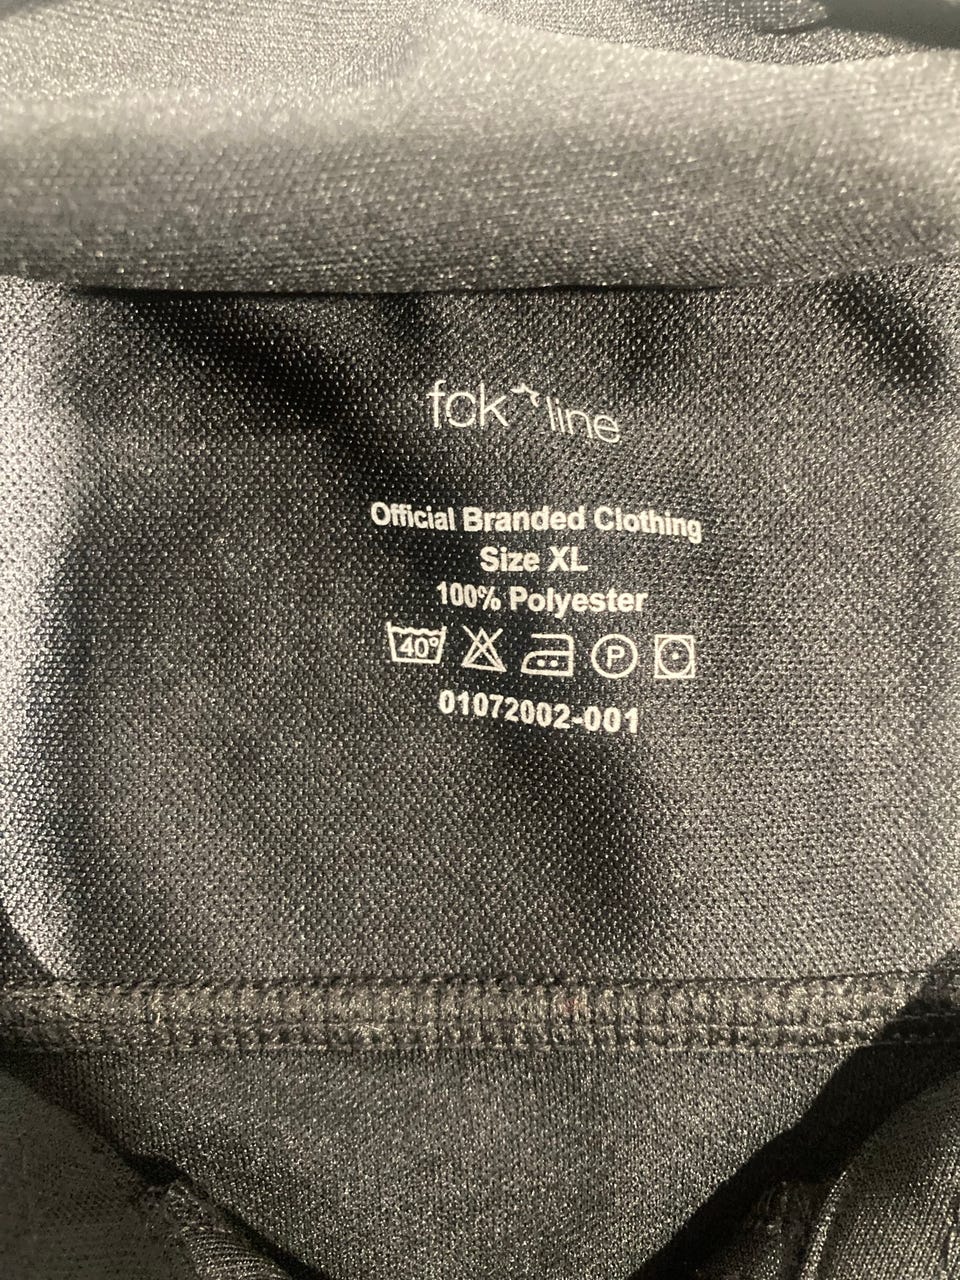 fck line
Official Branded Clothing
Size XL
100% Polyester
40° P
01072002-001